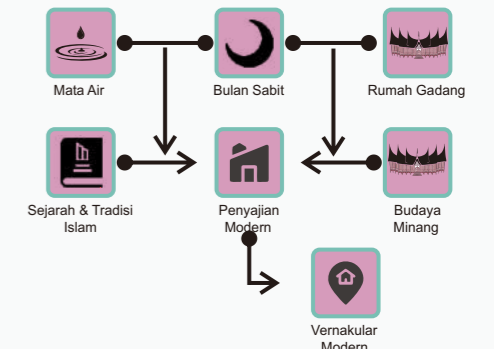 Mata Air
Bulan Sabit
Rumah Gadang
Sejarah & Tradisi
Islam
Penyajian
Modern
Budaya
Minang
Vernakular
Modern